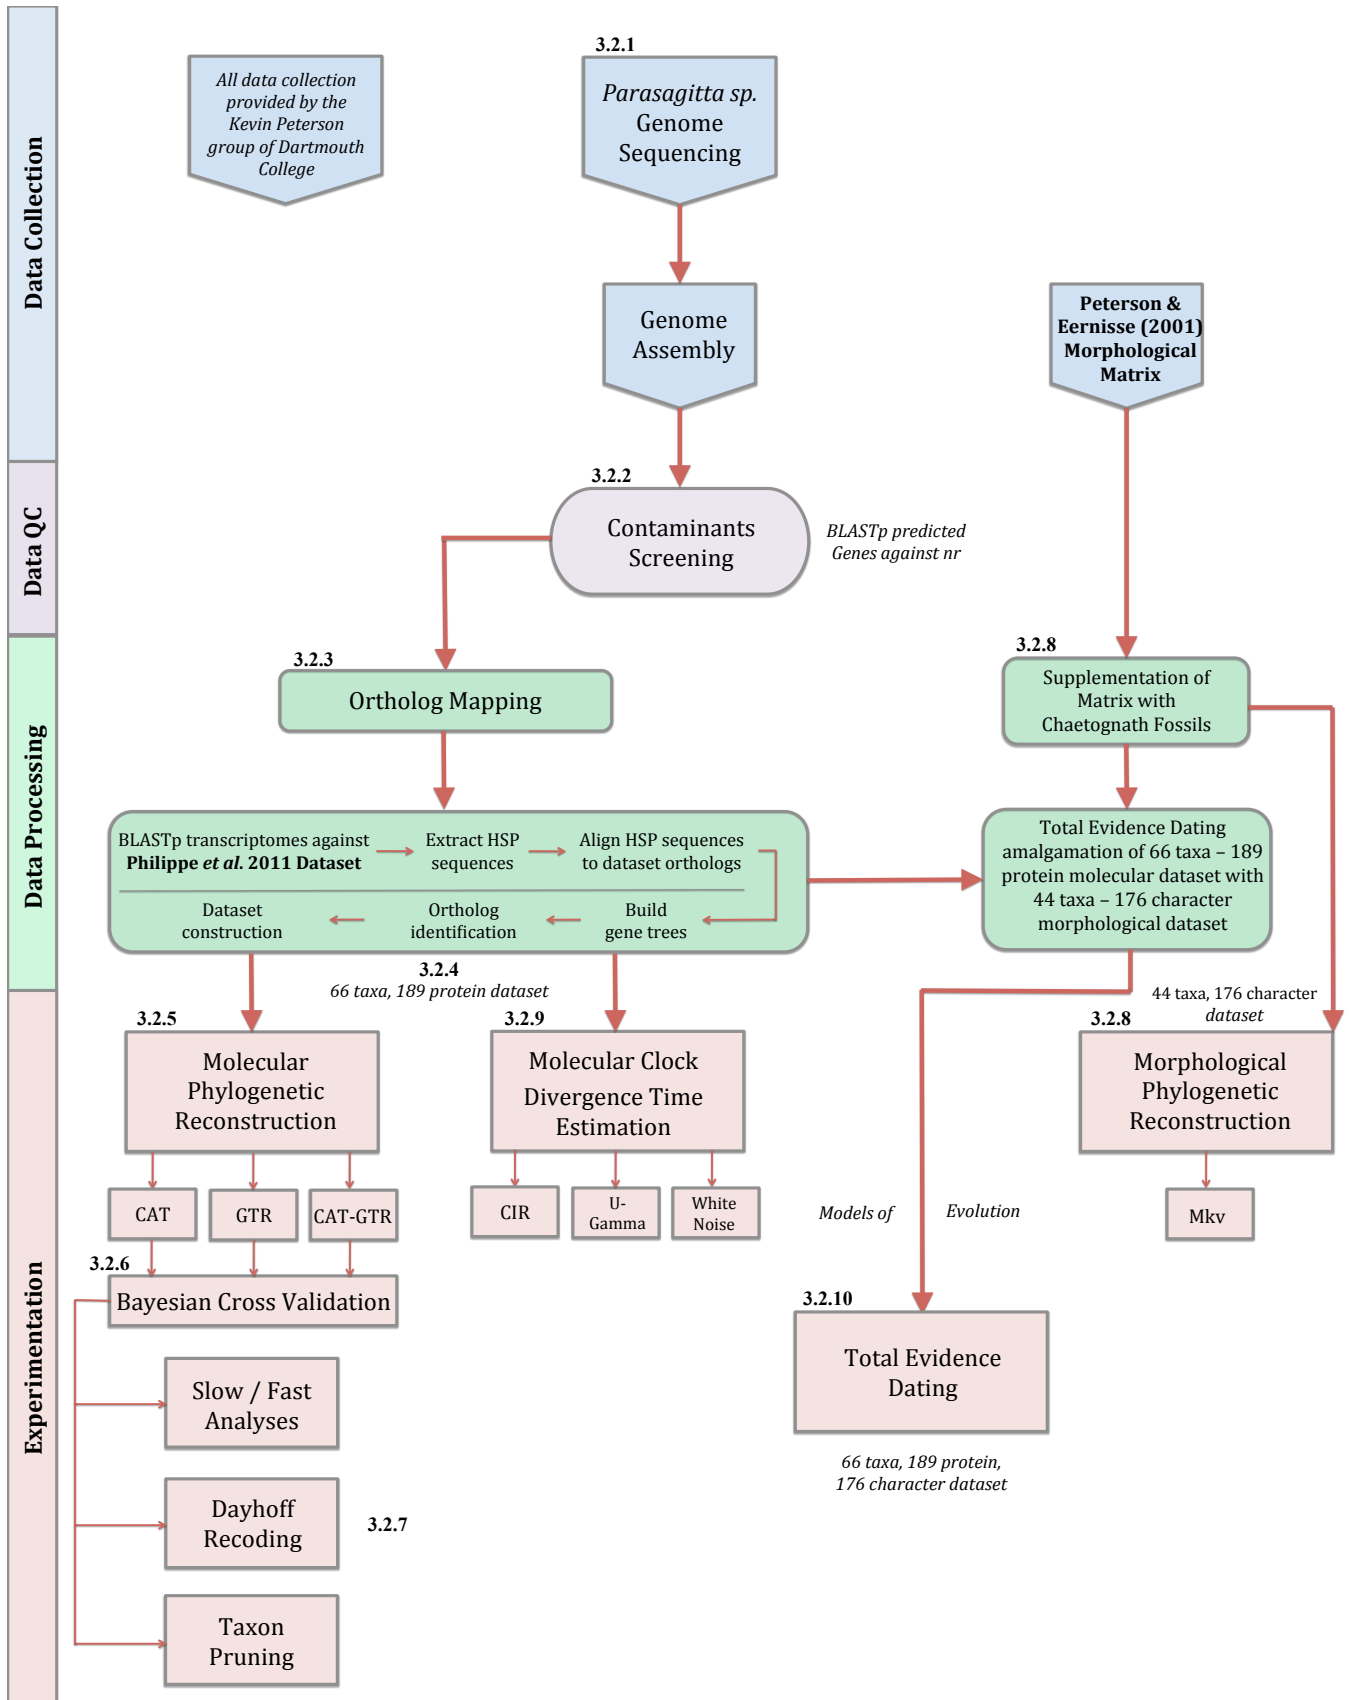 Data Collection
All data collection
provided by the
Kevin Peterson
group of Dartmouth
College
3.2.1
Parasagitta sp.
Genome
Sequencing
Genome
Assembly
Peterson &
Eernisse (2001)
Morphological
Matrix
Data QC
3.2.2
Contaminants
Screening
BLASTp predicted
Genes against nr
Data Processing
3.2.3
Ortholog Mapping
3.2.8
Supplementation of
Matrix with
Chaetognath Fossils
BLASTp transcriptomes against
Philippe et al. 2011 Dataset
Extract HSP
sequences
Align HSP sequences
to dataset orthologs
Build
gene trees
Ortholog
identification
Dataset
construction
Total Evidence Dating
amalgamation of 66 taxa – 189
protein molecular dataset with
44 taxa – 176 character
morphological dataset
3.2.4
66 taxa, 189 protein dataset
Experimentation
3.2.5
Molecular
Phylogenetic
Reconstruction
CAT
GTR
CAT-GTR
3.2.9
Molecular Clock
Divergence Time
Estimation
CIR
U-
Gamma
White
Noise
44 taxa, 176 character
dataset
3.2.8
Morphological
Phylogenetic
Reconstruction
Mkv
Models of
Evolution
3.2.6
Bayesian Cross Validation
3.2.10
Total Evidence
Dating
66 taxa, 189 protein,
176 character dataset
Slow / Fast
Analyses
Dayhoff
Recoding
3.2.7
Taxon
Pruning